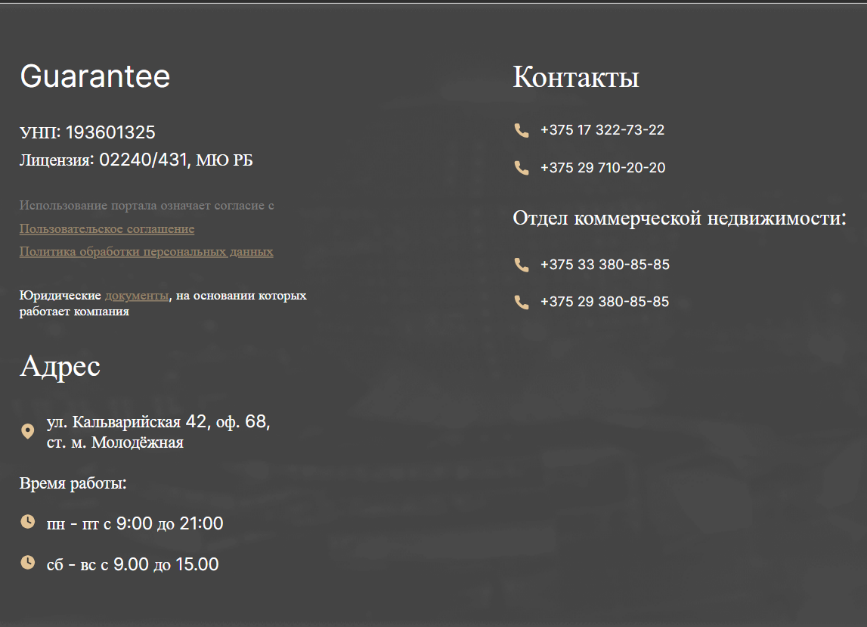 Guarantee
УНП: 193601325
Лицензия: 02240/431, МЮ РБ
Использование портала означает согласие с
Пользовательское соглашение
Политика обработки персональных данных
Юридические документы, на основании которых
работает компания
Адрес
ул. Кальварийская 42, оф. 68,
ст. м. Молодёжная
Время работы:
пн - пт с 9:00 до 21:00
сб - вс с 9.00 до 15.00
Контакты
+375 17 322-73-22
+375 29 710-20-20
Отдел коммерческой недвижимости:
+375 33 380-85-85
+375 29 380-85-85